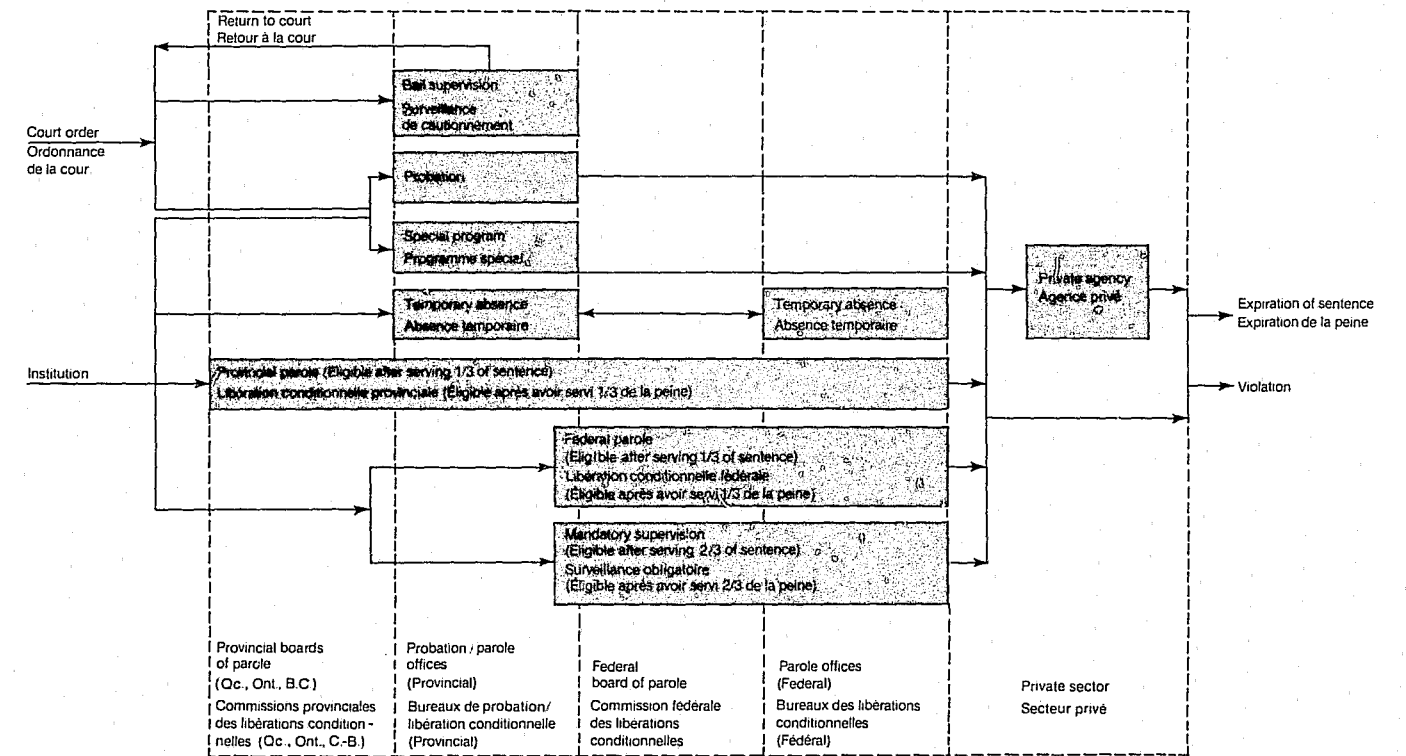 Return to court
Retour à la cour
Bail supervision
Surveillance
de cautionnement
Court order
Ordonnance
de la cour
Probation
Special program
Programme spécial
Temporary absence
Absence temporaire
Temporary absence
Absence temporaire
Private agency
Agence privé
Expiration of sentence
Expiration de la peine
Institution
Provincial parole (Eligible after serving 1/3 of sentence)
Libération conditionnelle provinciale (Éligible après avoir servi 1/3 de la peine)
Violation
Federal parole
(Eligible after serving 1/3 of sentence)
Libération conditionnelle fédérale
(Éligible après avoir servi 1/3 de la peine)
Mandatory supervision
(Eligible after serving 2/3 of sentence)
Surveillance obligatoire
(Éligible après avoir servi 2/3 de la peine)
Provincial boards
of parole
(Qc., Ont., B.C.)
Commissions provinciales
des libérations condition-
nelles (Qc., Ont., C.-B.)
Probation / parole
offices
(Provincial)
Bureaux de probation/
libération conditionnelle
(Provincial)
Federal
board of parole
Commission fédérale
des libérations
conditionnelles
Parole offices
(Federal)
Bureaux des libérations
conditionnelles
(Fédéral)
Private sector
Secteur privé